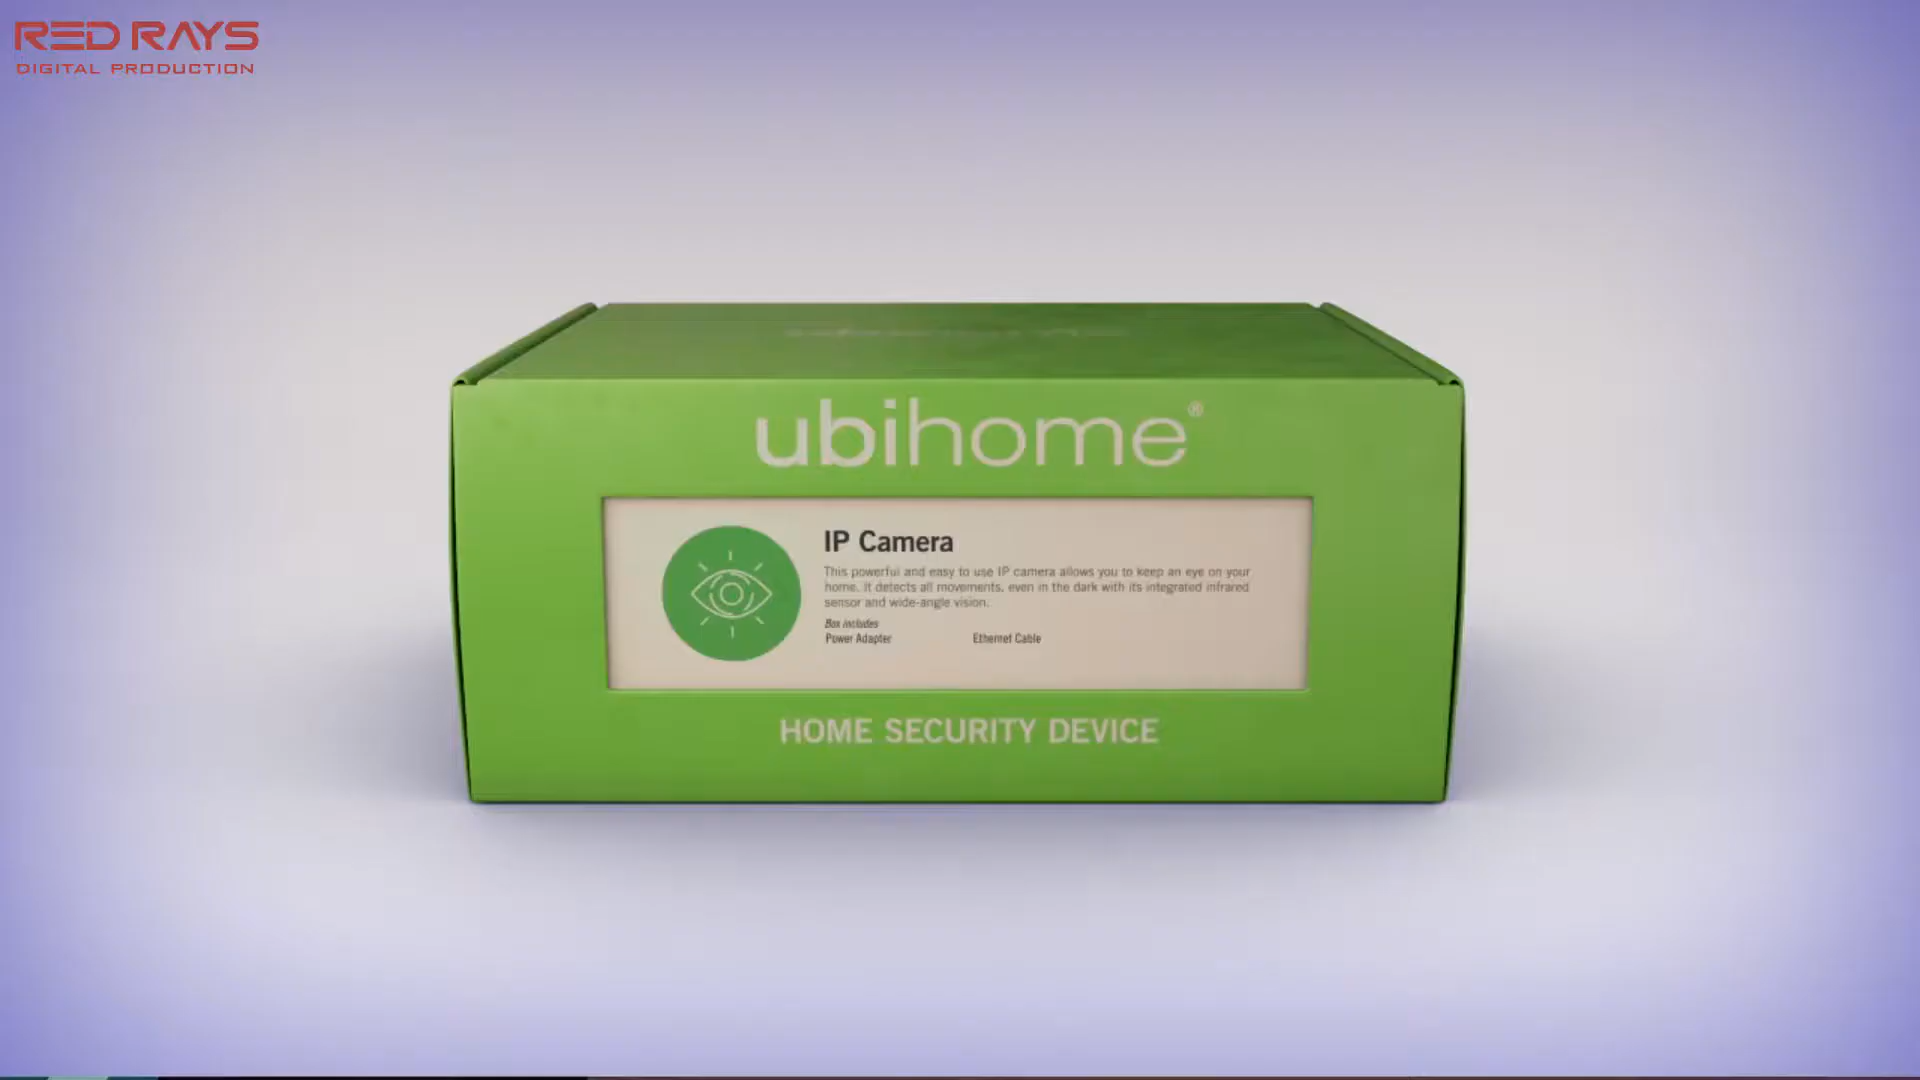 RED RAYS
DIGITAL PRODUCTION
ubihome®
IP Camera
This powerful and easy to use IP camera allows you to keep an eye on your
home. It detects all movements, even in the dark with its integrated infrared
sensor and wide-angle vision.
Box includes
Power Adapter Ethernet Cable
HOME SECURITY DEVICE